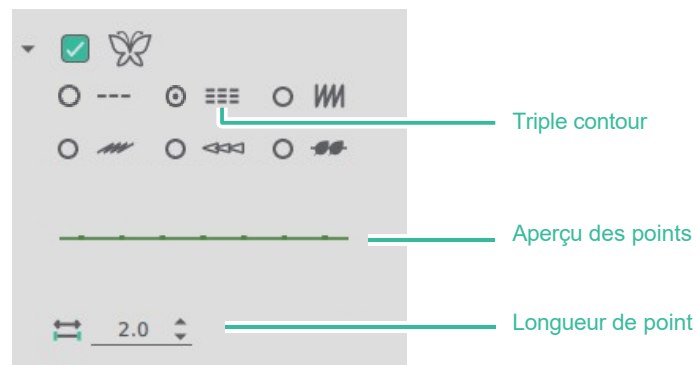 Triple contour
Aperçu des points
2.0
Longueur de point